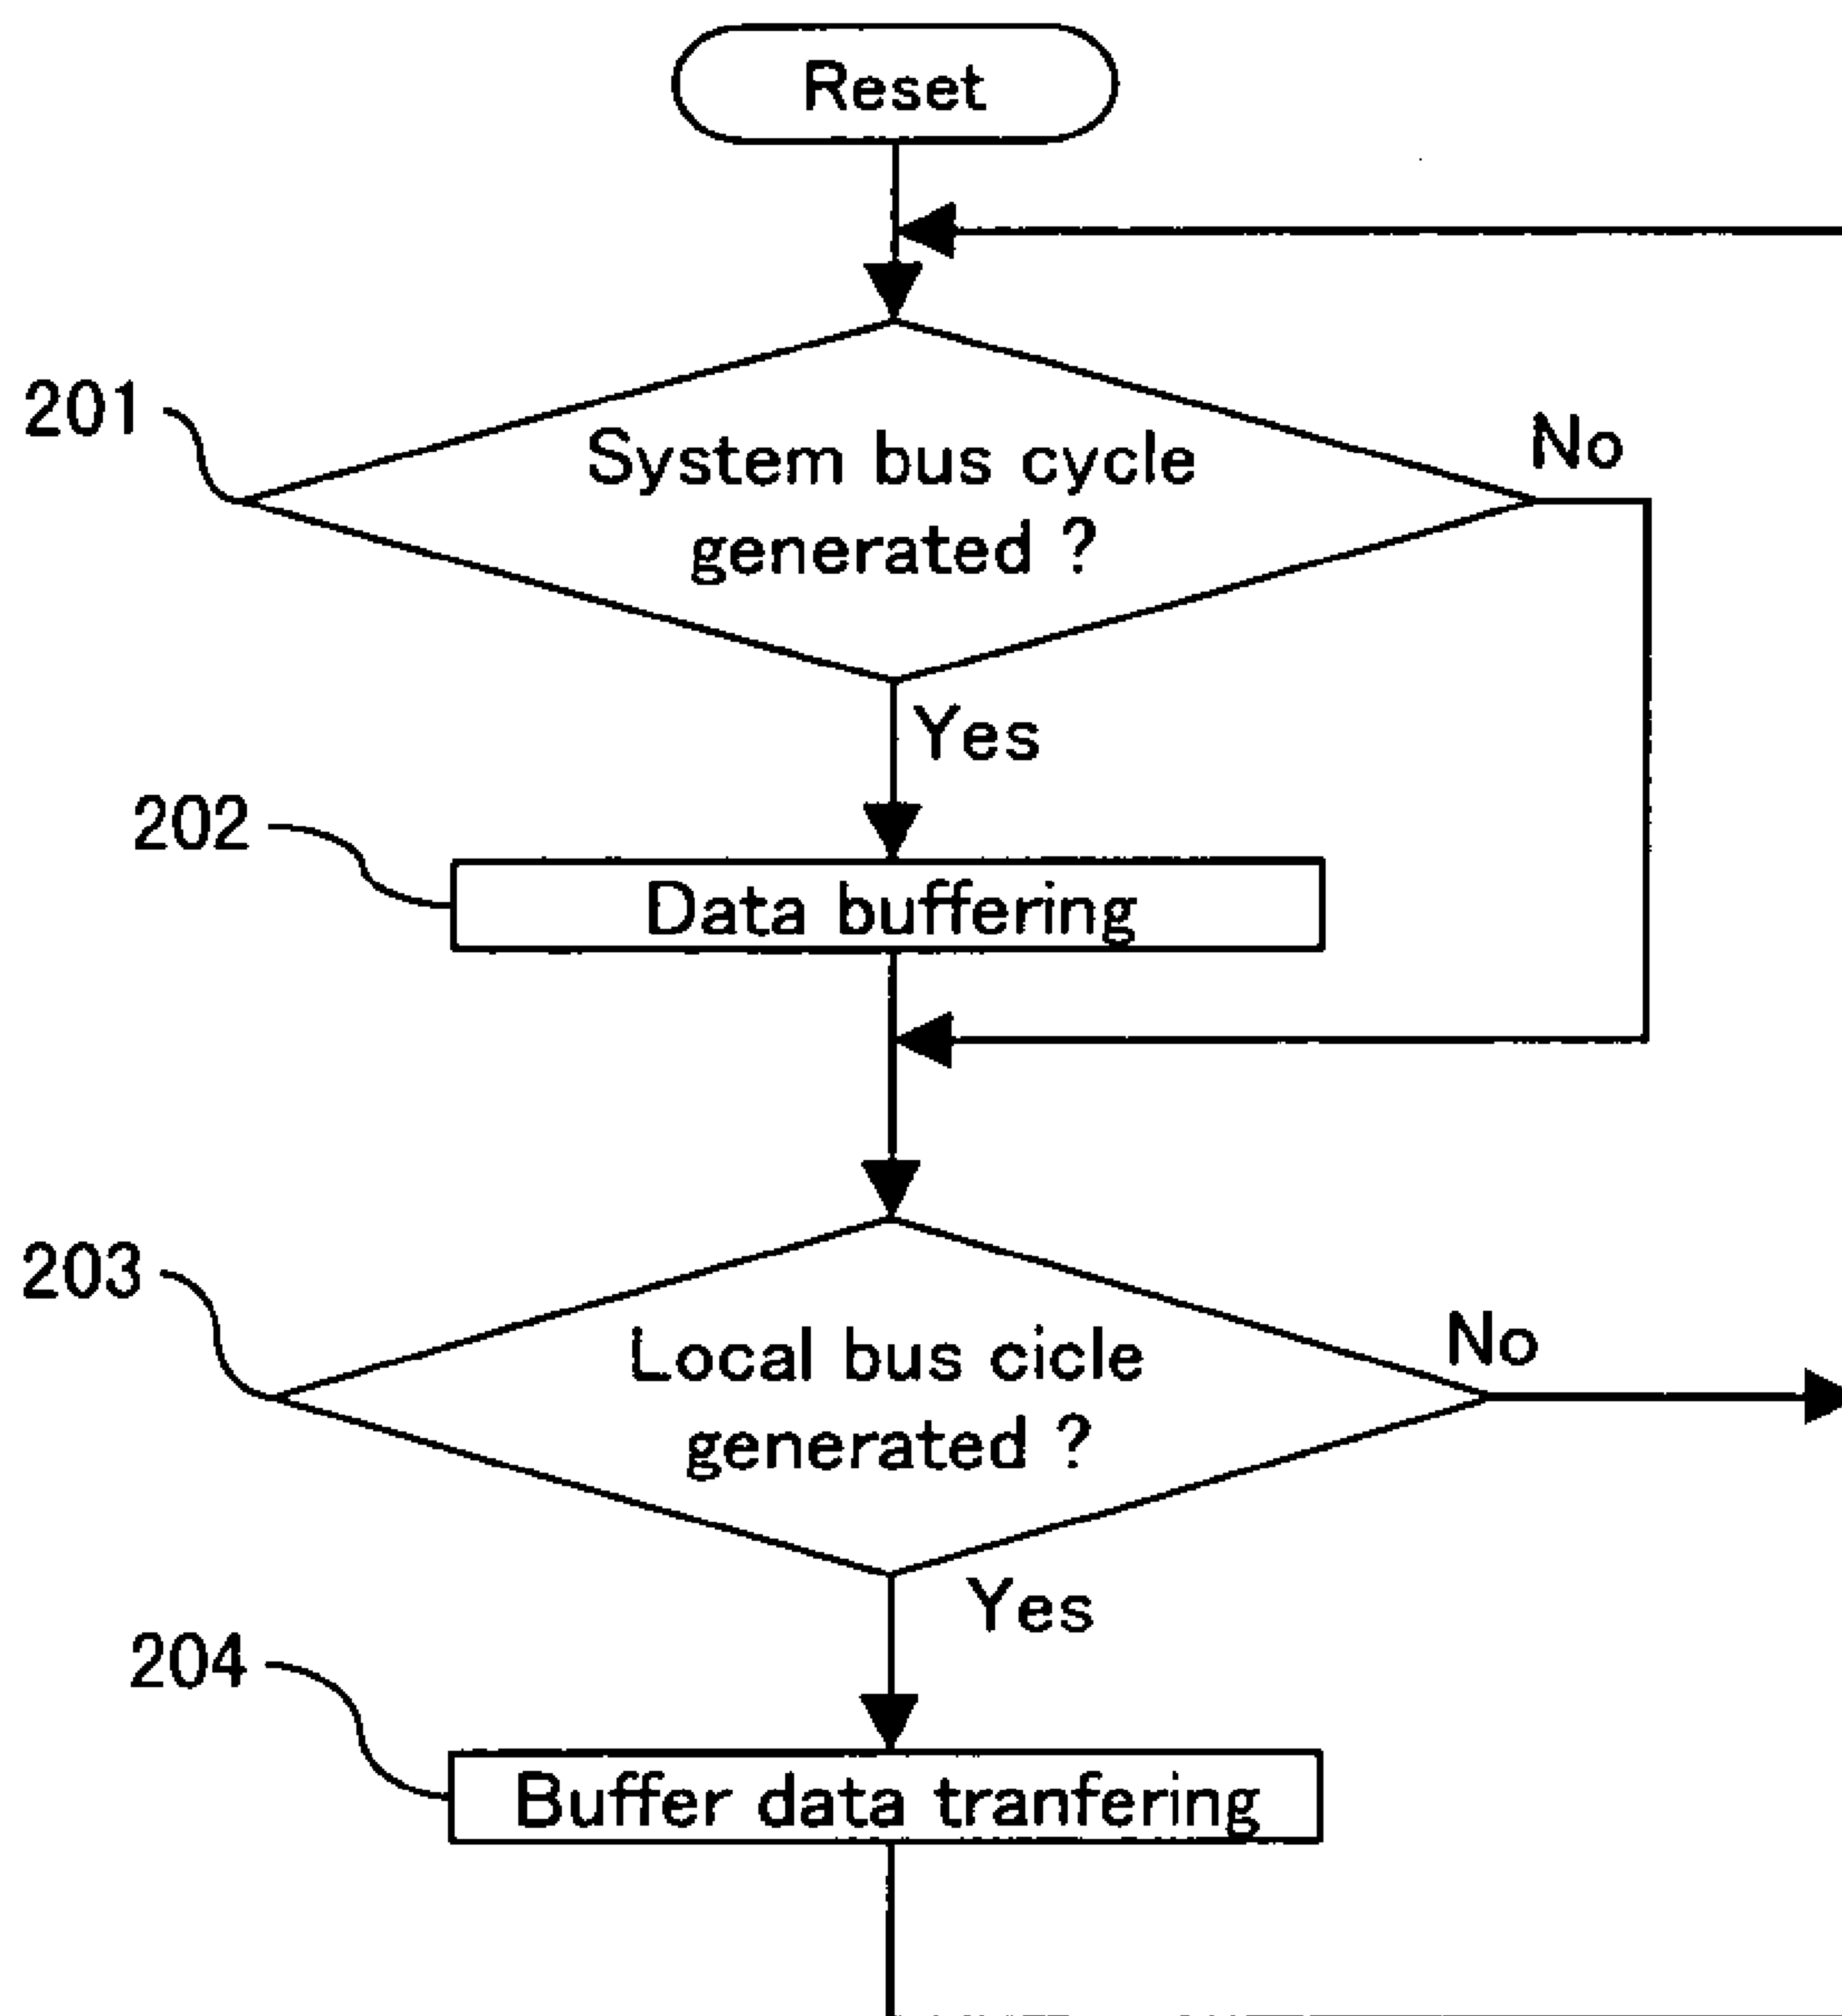 Reset
201
System bus cycle
generated ?
No
Yes
202
Data buffering
203
Local bus cicle
generated ?
No
Yes
204
Buffer data tranfering